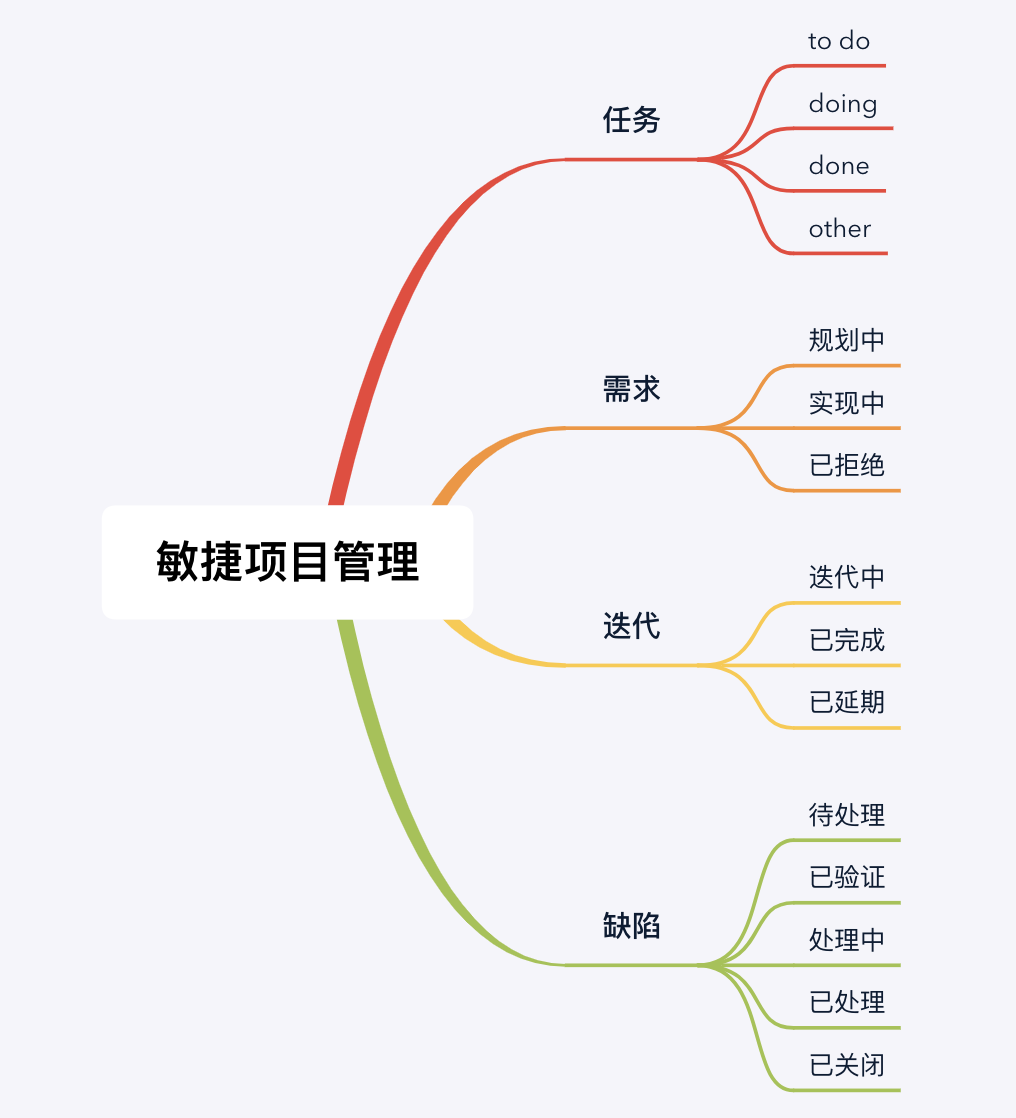 敏捷项目管理
任务
to do
doing
done
other
需求
规划中
实现中
已拒绝
迭代
迭代中
已完成
已延期
缺陷
待处理
已验证
处理中
已处理
已关闭